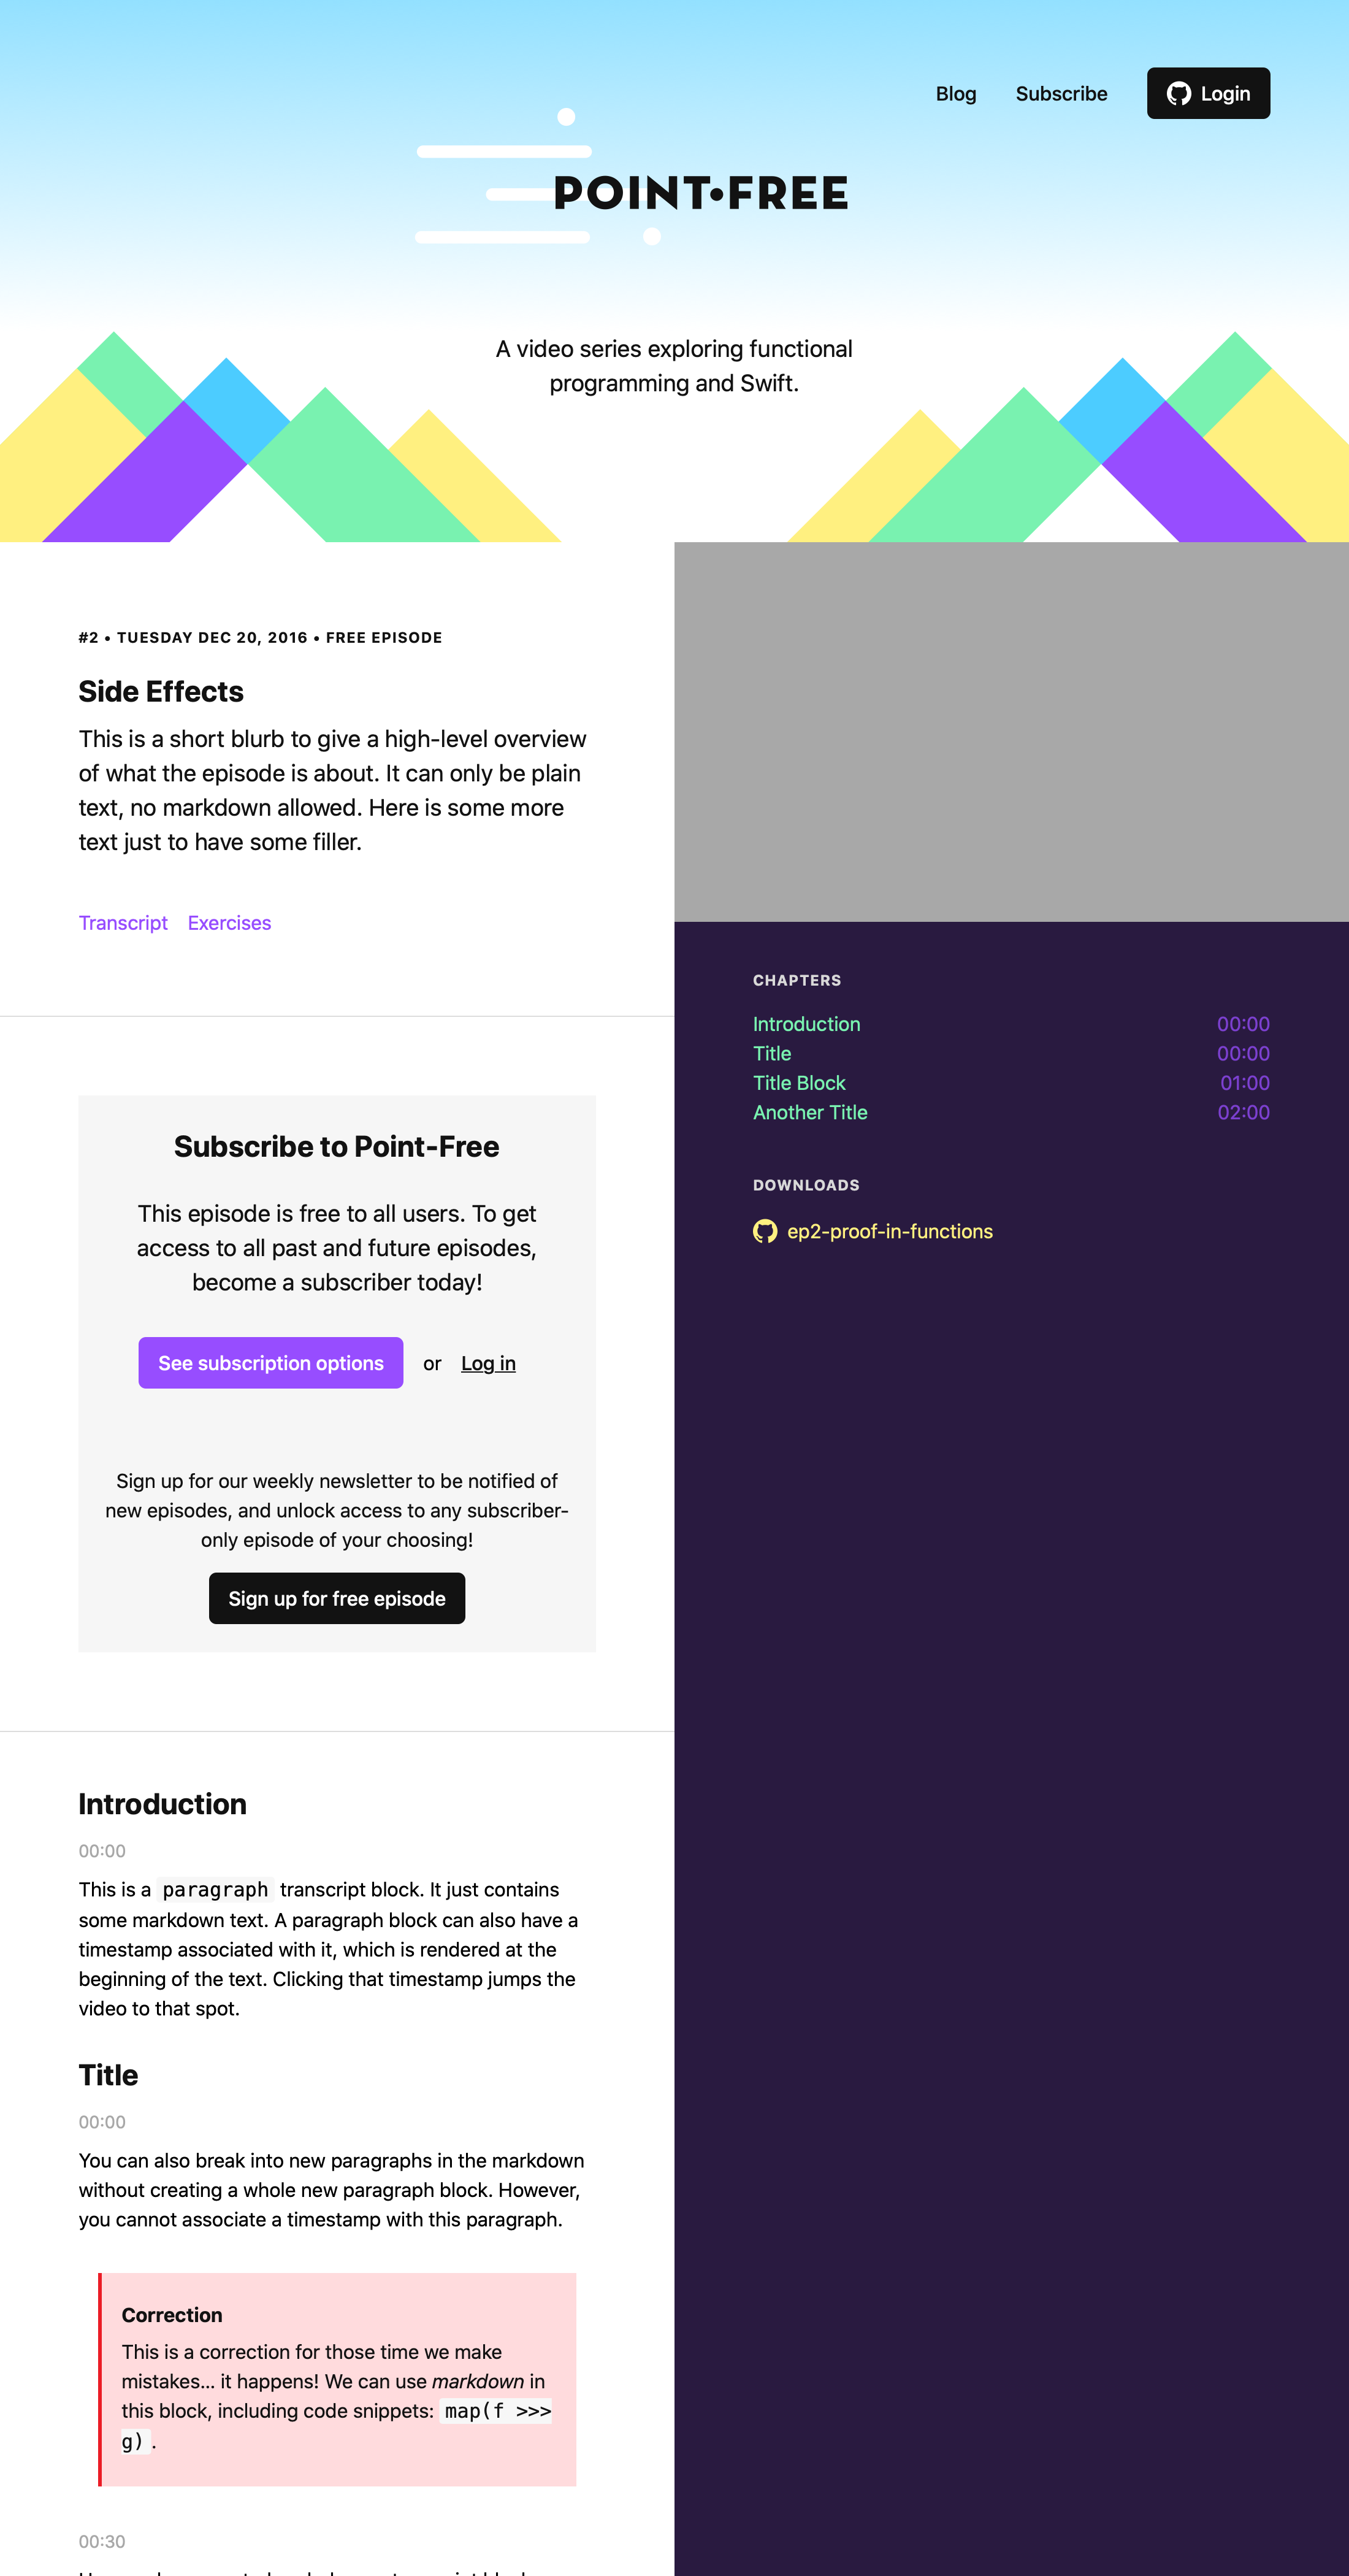 Blog
Subscribe
Login
POINT•FREE
A video series exploring functional
programming and Swift.
#2 • TUESDAY DEC 20, 2016 • FREE EPISODE
Side Effects
This is a short blurb to give a high-level overview
of what the episode is about. It can only be plain
text, no markdown allowed. Here is some more
text just to have some filler.
Transcript Exercises
Subscribe to Point-Free
This episode is free to all users. To get
access to all past and future episodes,
become a subscriber today!
See subscription options or Log in
Sign up for our weekly newsletter to be notified of
new episodes, and unlock access to any subscriber-
only episode of your choosing!
Sign up for free episode
Introduction
00:00
This is a paragraph transcript block. It just contains
some markdown text. A paragraph block can also have a
timestamp associated with it, which is rendered at the
beginning of the text. Clicking that timestamp jumps the
video to that spot.
Title
00:00
You can also break into new paragraphs in the markdown
without creating a whole new paragraph block. However,
you cannot associate a timestamp with this paragraph.
Correction
This is a correction for those time we make
mistakes... it happens! We can use markdown in
this block, including code snippets: map(f >>>
g).
00:30
CHAPTERS
Introduction 00:00
Title 00:00
Title Block 01:00
Another Title 02:00
DOWNLOADS
ep2-proof-in-functions